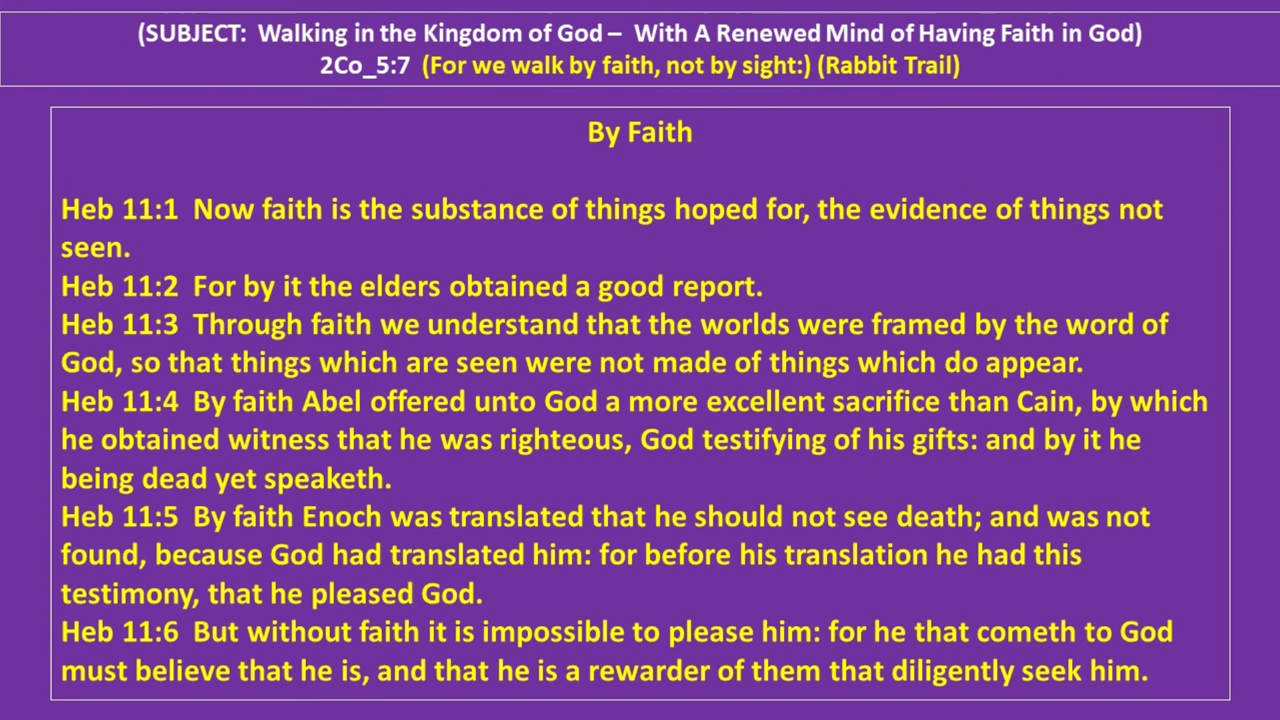 (SUBJECT:  Walking in the Kingdom of God –  With A Renewed Mind of Having Faith in God)
2Co_5:7  (For we walk by faith, not by sight:) (Rabbit Trail)
By Faith
Heb 11:1  Now faith is the substance of things hoped for, the evidence of things not
seen.
Heb 11:2  For by it the elders obtained a good report.
Heb 11:3  Through faith we understand that the worlds were framed by the word of
God, so that things which are seen were not made of things which do appear.
Heb 11:4  By faith Abel offered unto God a more excellent sacrifice than Cain, by which
he obtained witness that he was righteous, God testifying of his gifts: and by it he
being dead yet speaketh.
Heb 11:5  By faith Enoch was translated that he should not see death; and was not
found, because God had translated him: for before his translation he had this
testimony, that he pleased God.
Heb 11:6  But without faith it is impossible to please him: for he that cometh to God
must believe that he is, and that he is a rewarder of them that diligently seek him.